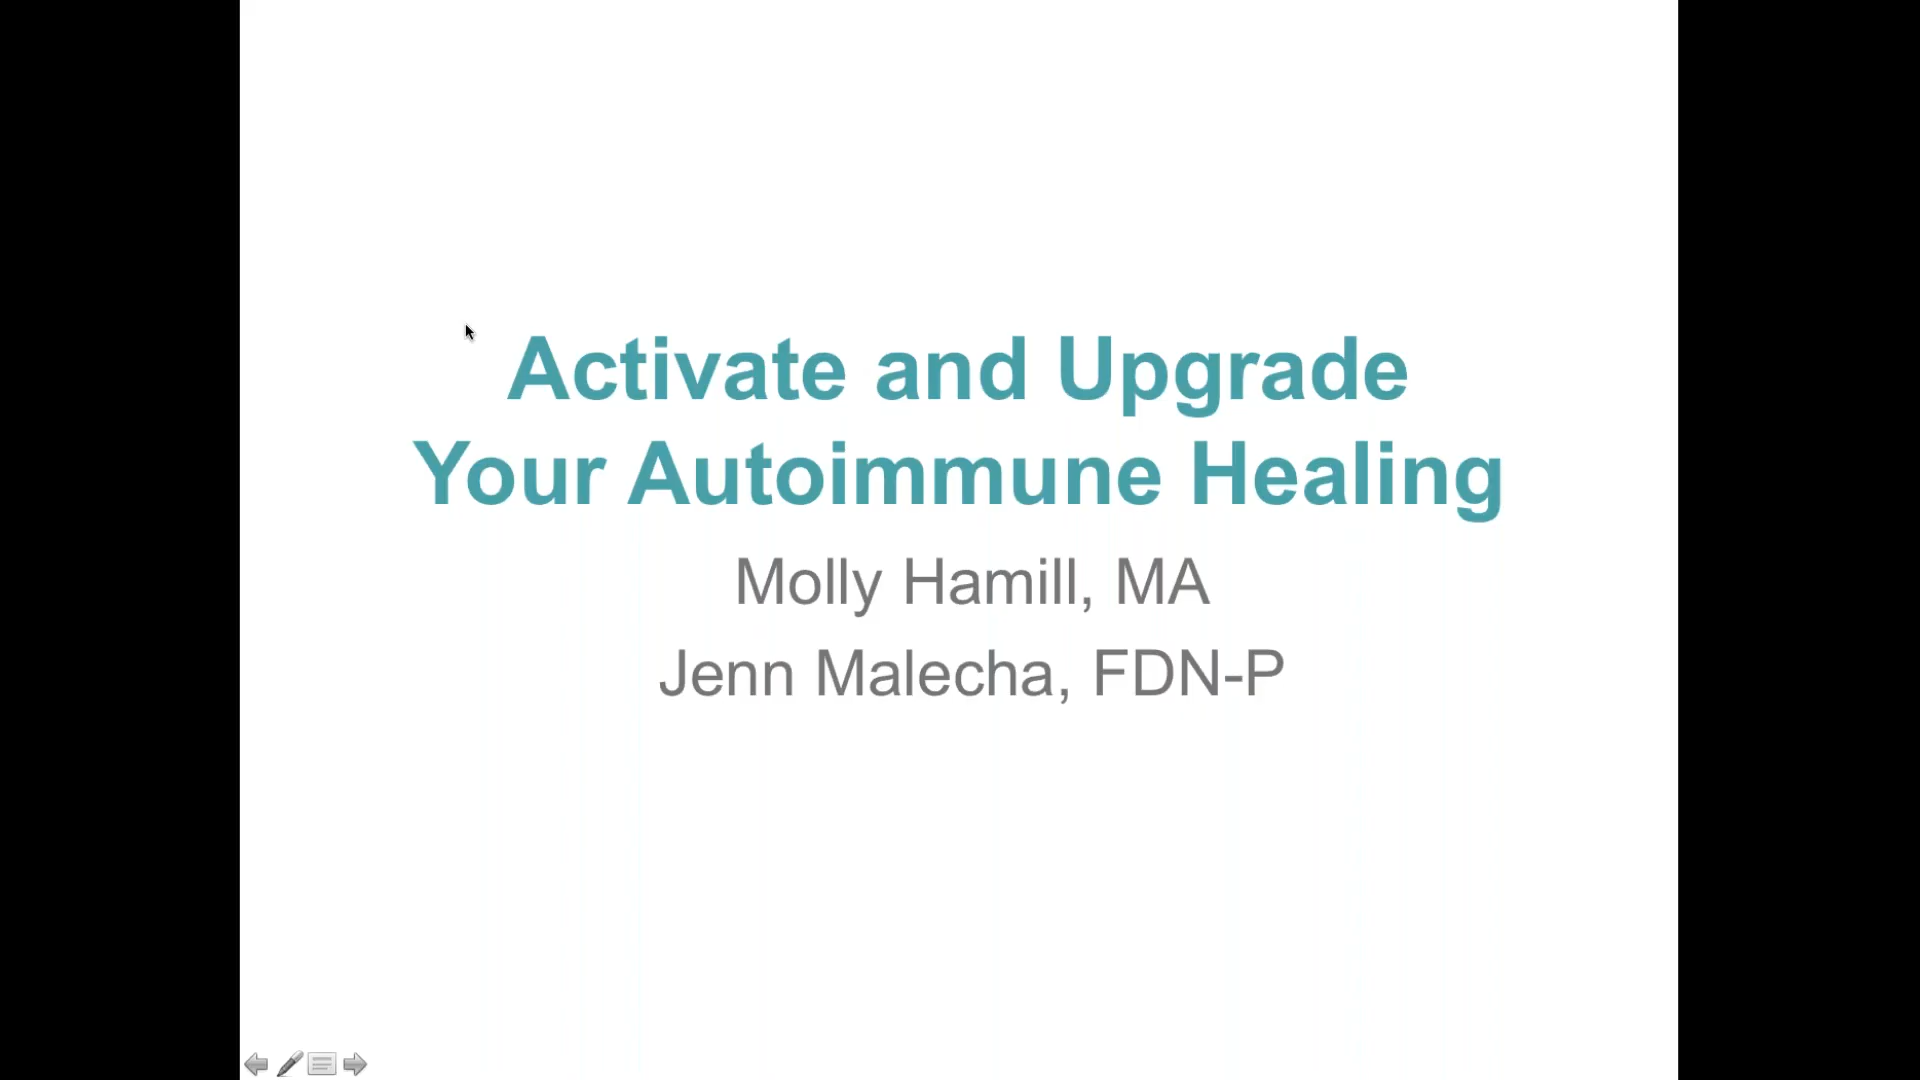 Activate and Upgrade
Your Autoimmune Healing
Molly Hamill, MA
Jenn Malecha, FDN-P